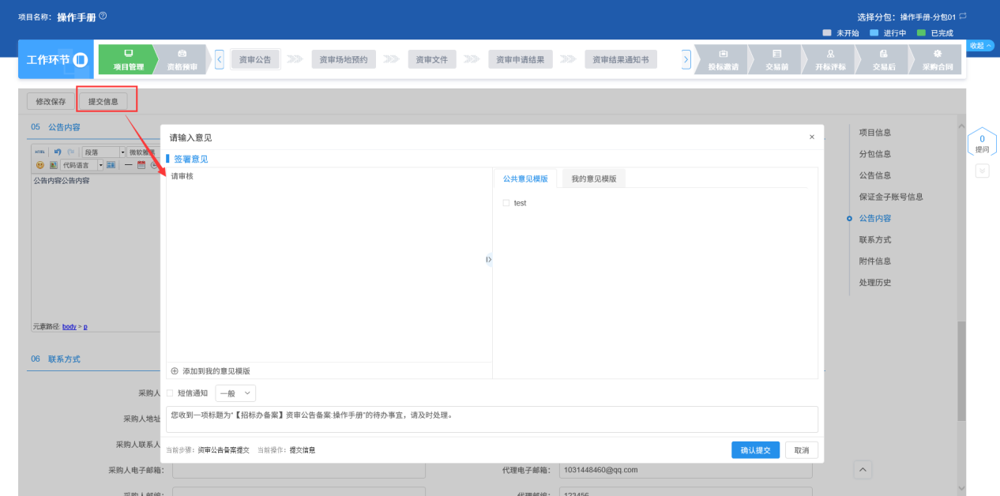 项目名称: 操作手册
选择分包: 操作手册-分包01
未开始 进行中 已完成
工作环节 项目管理 资格预审 资审公告 资审场地预约 资审文件 资审申请结果 资审结果通知书 投标邀请 交易前 开标评标 交易后 采购合同 收起
修改保存 提交信息
05 公告内容
HTML 段落 微软雅黑
代码语言
公告内容公告内容
元素路径: body > p
06 联系方式
采购人
采购人地址
采购人联系人
采购人电子邮箱: 代理电子邮箱: 1031448460@qq.com
采购人邮编: 代理邮编: 123456
请输入意见 ×
签署意见
请审核
公共意见模版 我的意见模版
test
添加到我的意见模版
短信通知 一般
您收到一项标题为“【招标办备案】资审公告备案:操作手册”的待办事宜，请及时处理。
当前步骤: 资审公告备案提交 当前操作: 提交信息
确认提交 取消
项目信息
分包信息
公告信息
保证金子账号信息
公告内容
联系方式
附件信息
处理历史
0
提问